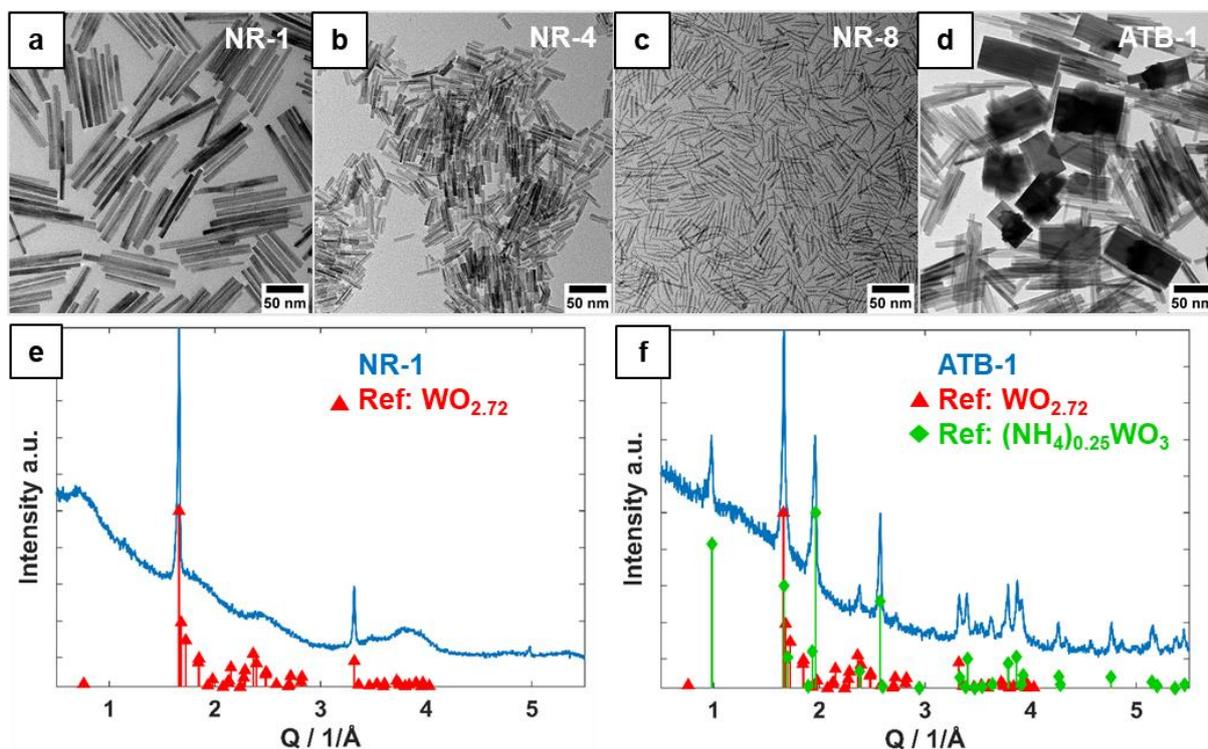 a
NR-1
50 nm
b
NR-4
50 nm
c
NR-8
50 nm
d
ATB-1
50 nm
e
NR-1
Ref: WO₂.₇₂
Intensity a.u.
1 2 3 4 5
Q / 1/Å
f
ATB-1
Ref: WO₂.₇₂
Ref: (NH₄)₀.₂₅WO₃
Intensity a.u.
1 2 3 4 5
Q / 1/Å